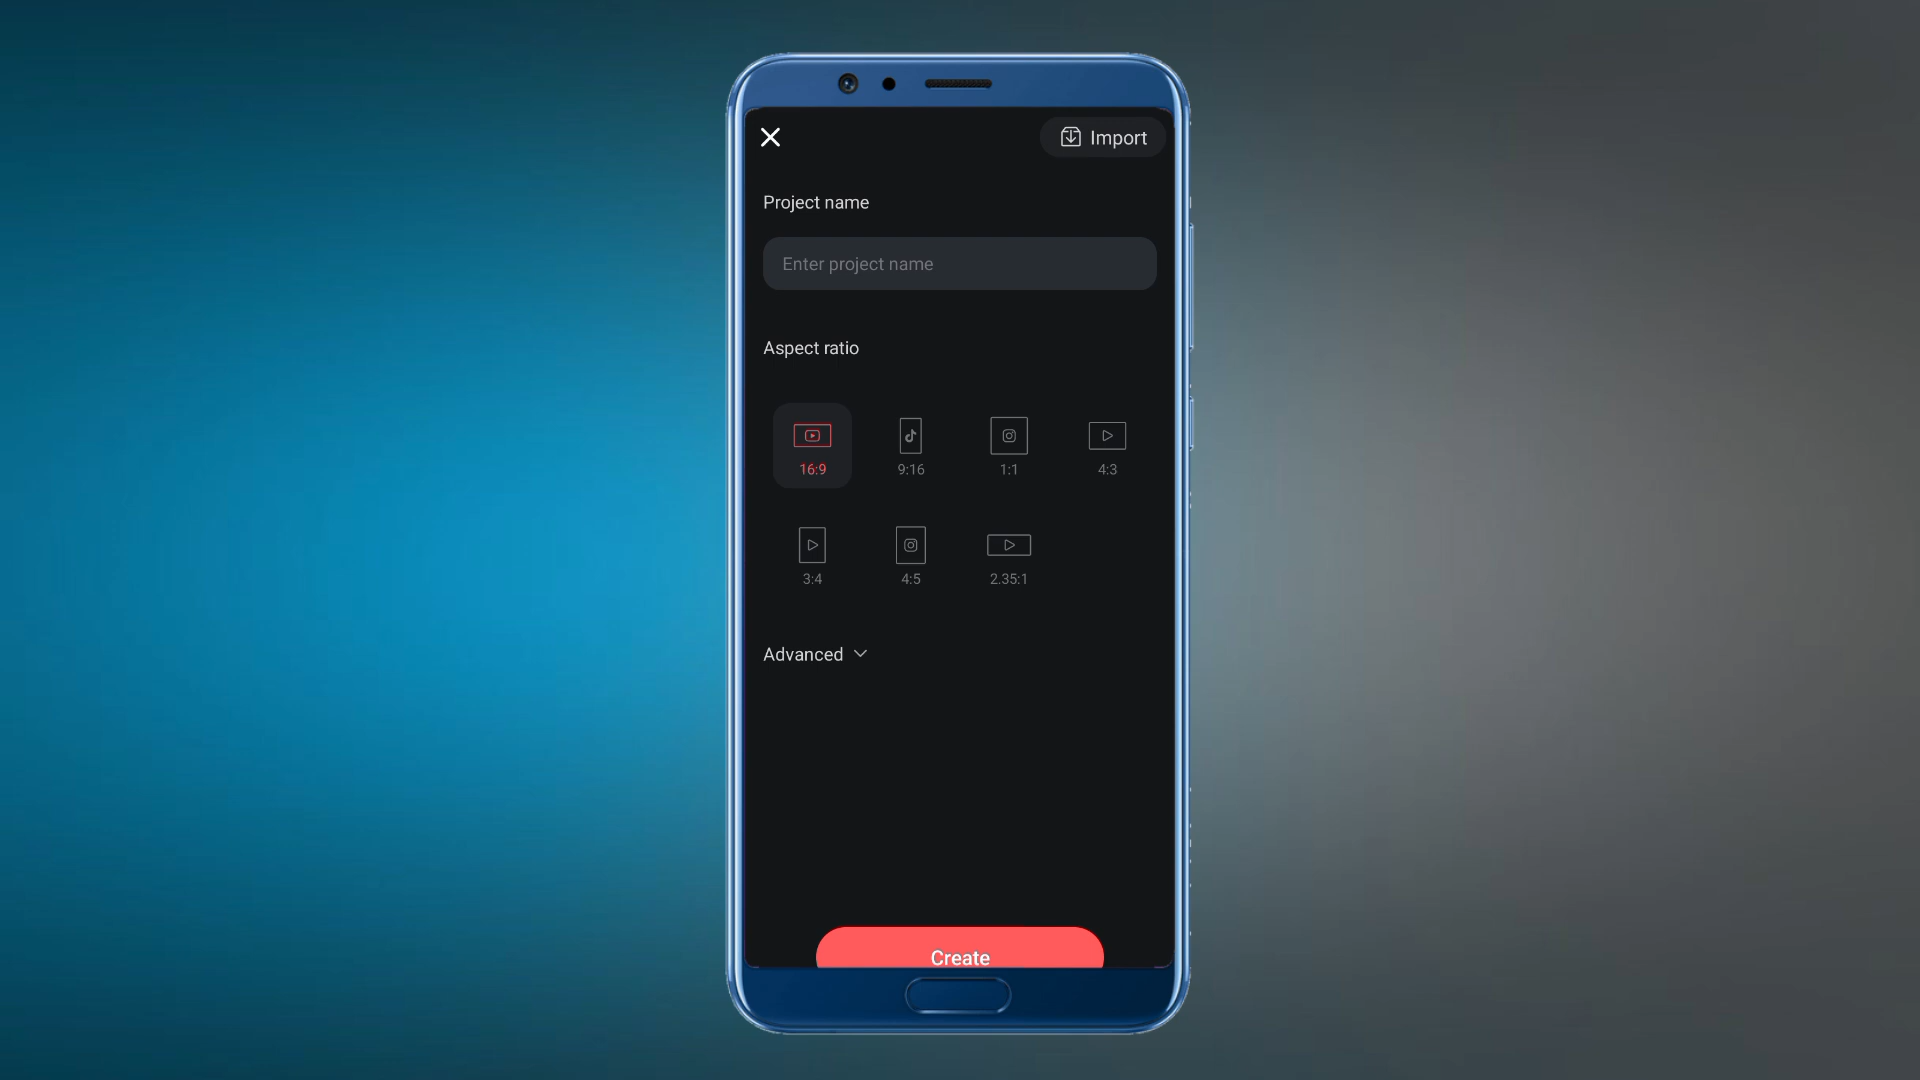 Import
Project name
Enter project name
Aspect ratio
16:9
9:16
1:1
4:3
3:4
4:5
2.35:1
Advanced
Create